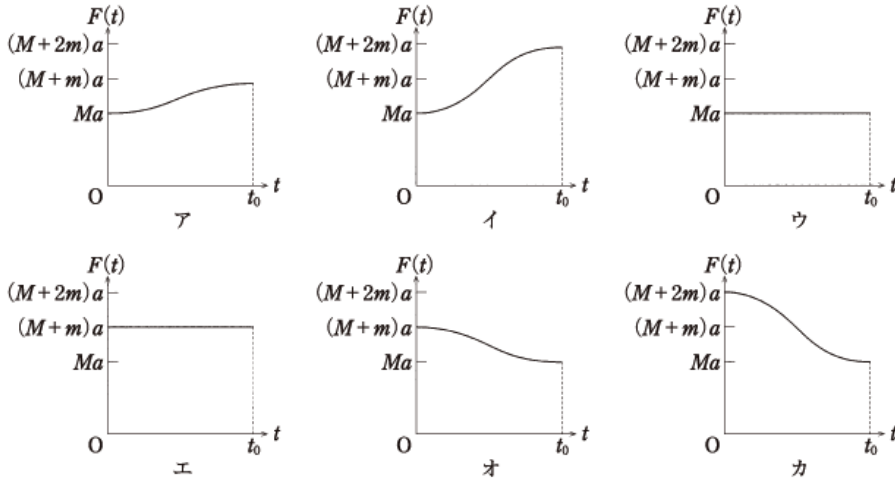 F(t)
(M+2m)a
(M+m)a
Ma
O
t₀
t
ア
F(t)
(M+2m)a
(M+m)a
Ma
O
t₀
t
イ
F(t)
(M+2m)a
(M+m)a
Ma
O
t₀
t
ウ
F(t)
(M+2m)a
(M+m)a
Ma
O
t₀
t
エ
F(t)
(M+2m)a
(M+m)a
Ma
O
t₀
t
オ
F(t)
(M+2m)a
(M+m)a
Ma
O
t₀
t
カ